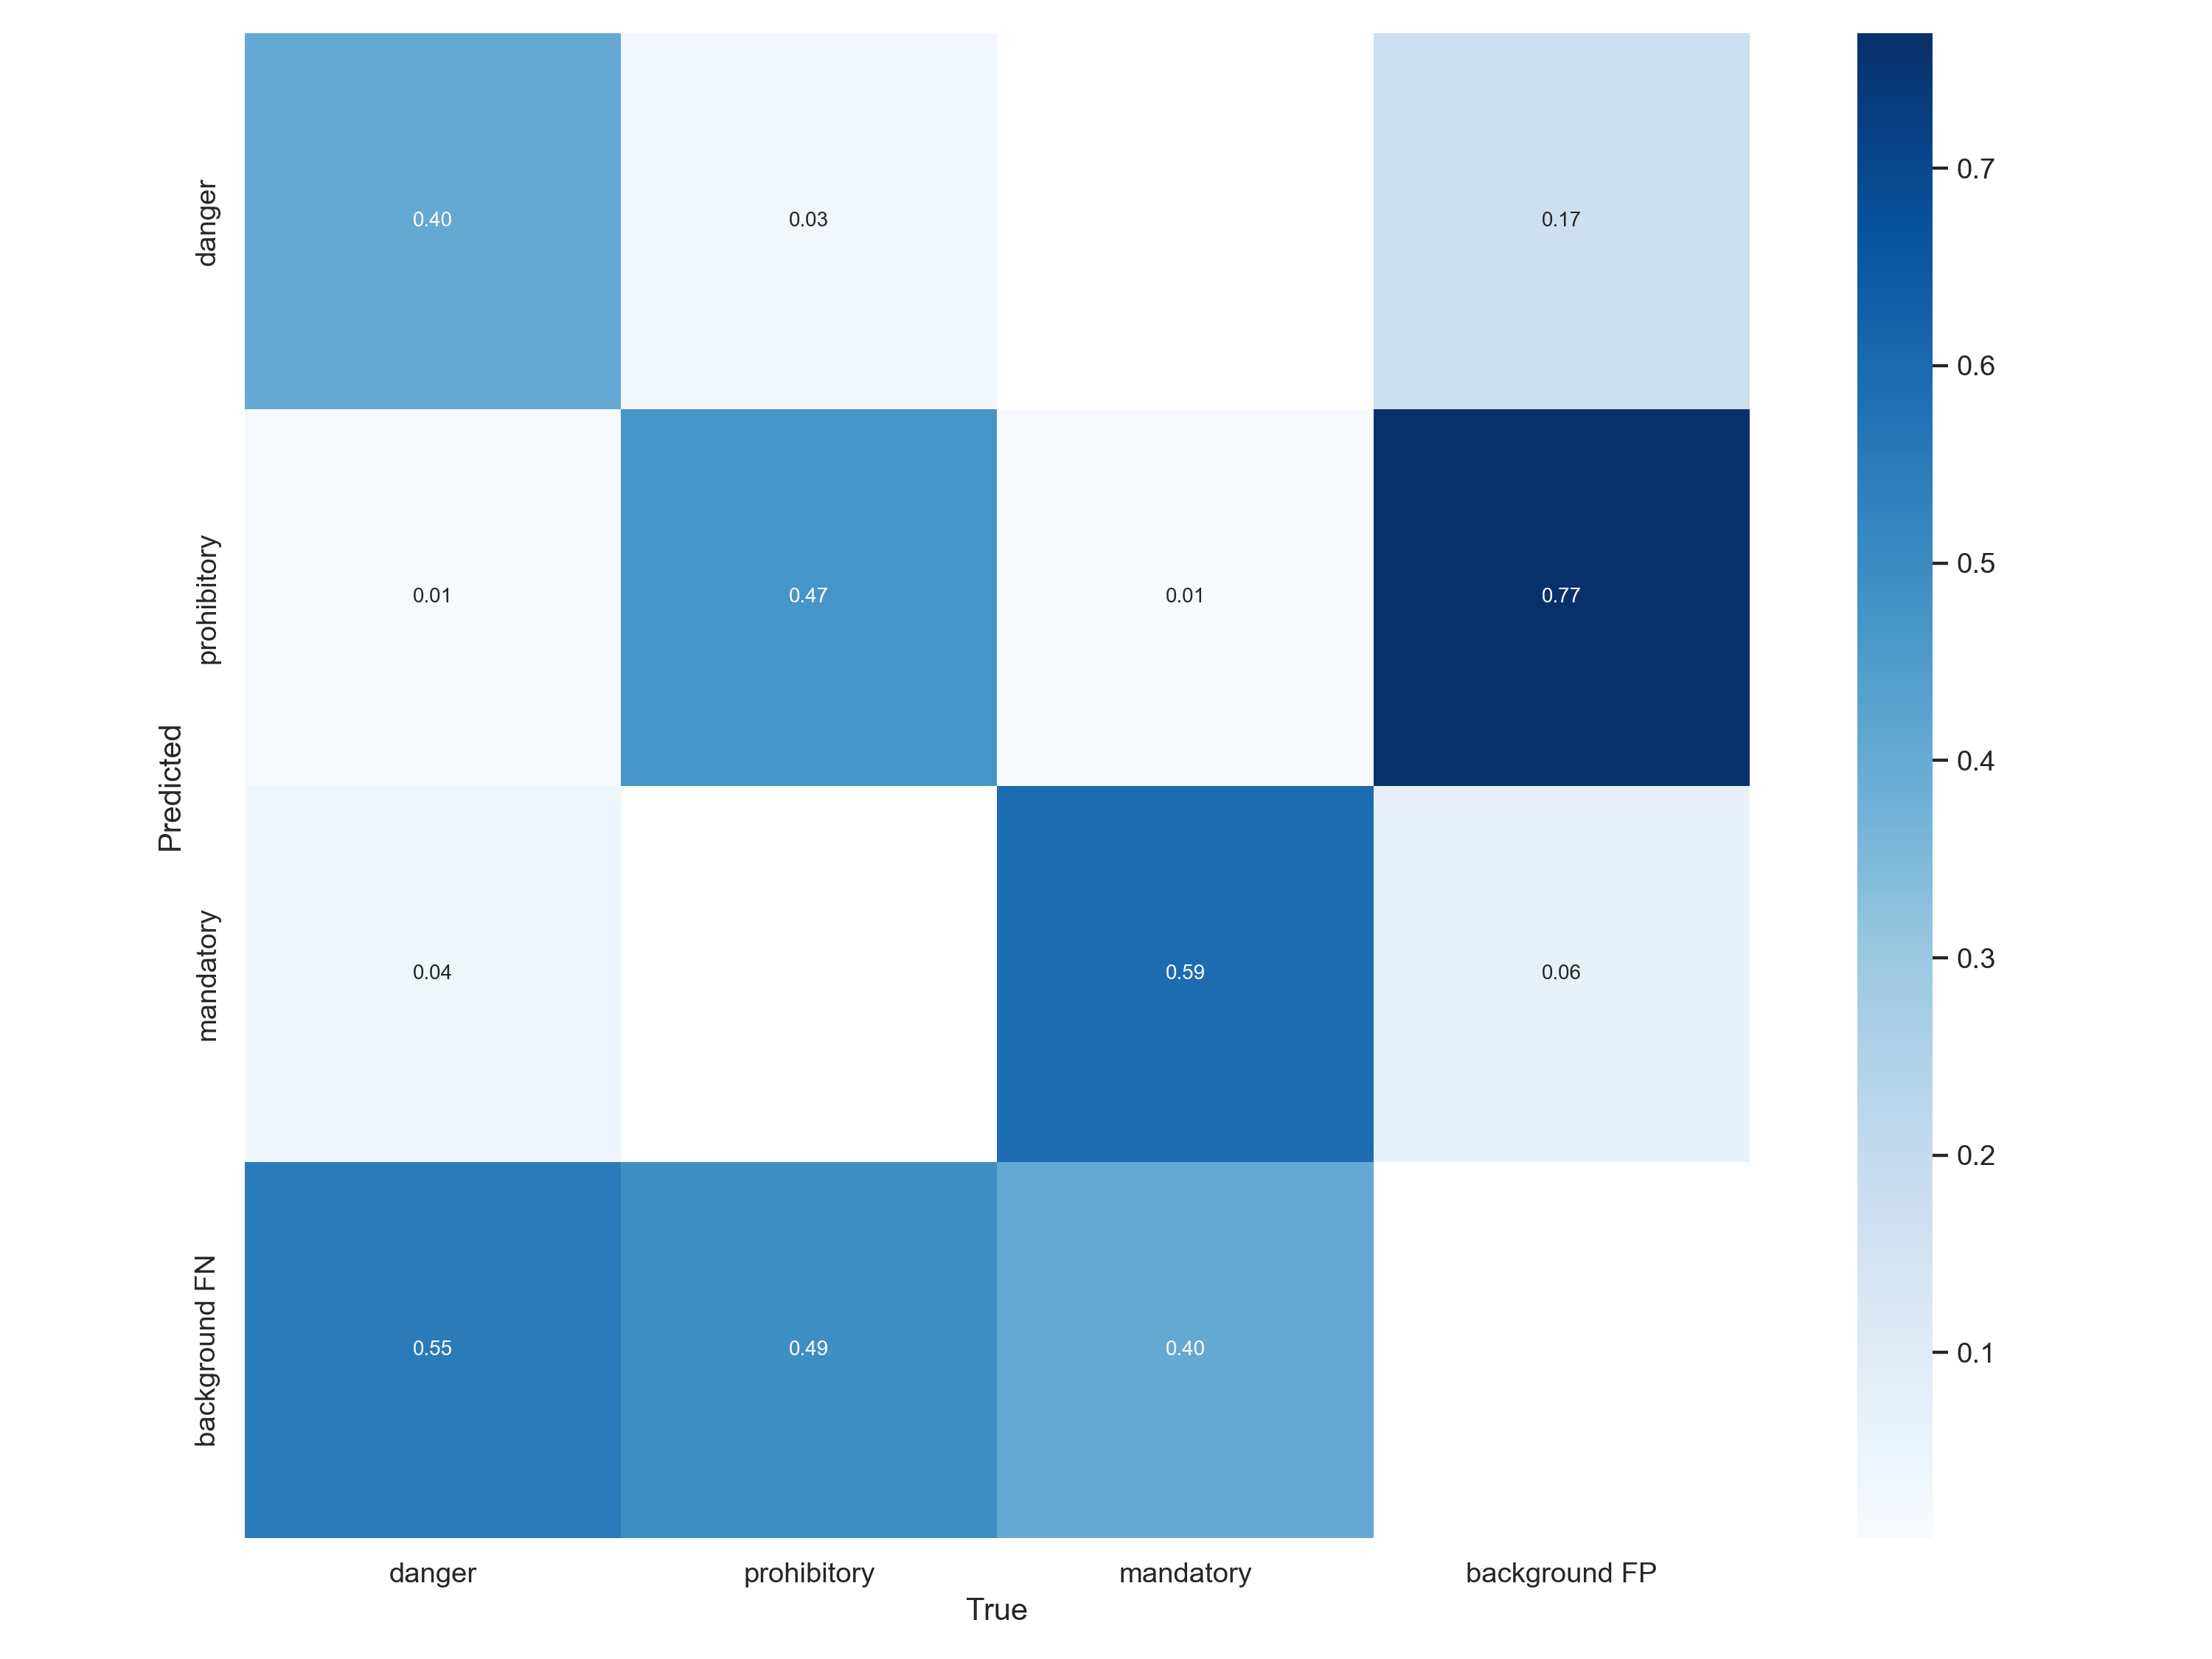 Predicted
danger
0.40 0.03 0.17
prohibitory
0.01 0.47 0.01 0.77
mandatory
0.04 0.59 0.06
background FN
0.55 0.49 0.40
danger prohibitory mandatory background FP
True
0.7
0.6
0.5
0.4
0.3
0.2
0.1